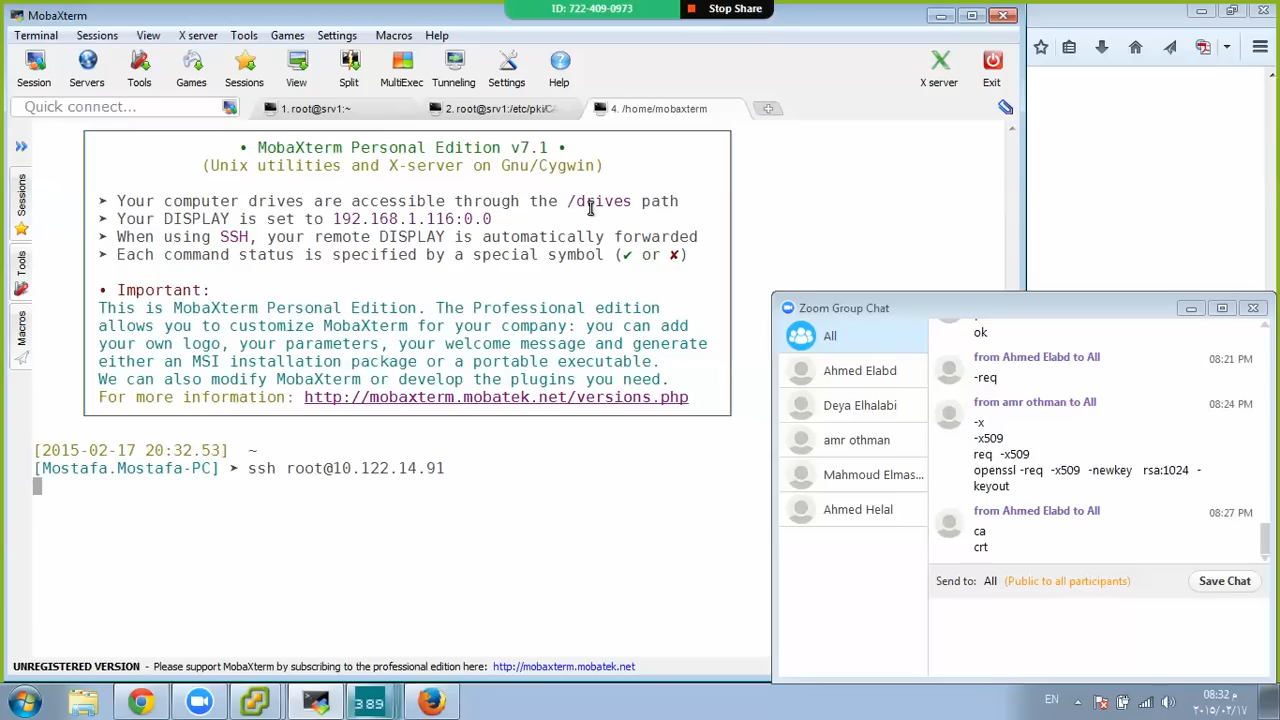 ID: 722-409-0973
Stop Share
MobaXterm
Terminal Sessions View X server Tools Games Settings Macros Help
Session Servers Tools Games Sessions View Split MultiExec Tunneling Settings Help X server Exit
Quick connect...
1. root@srv1:~
2. root@srv1:/etc/pki/CA
4. /home/mobaxterm
Sessions
Tools
Macros
• MobaXterm Personal Edition v7.1 •
(Unix utilities and X-server on Gnu/Cygwin)
➤ Your computer drives are accessible through the /drives path
➤ Your DISPLAY is set to 192.168.1.116:0.0
➤ When using SSH, your remote DISPLAY is automatically forwarded
➤ Each command status is specified by a special symbol (✔ or ✘)
• Important:
This is MobaXterm Personal Edition. The Professional edition
allows you to customize MobaXterm for your company: you can add
your own logo, your parameters, your welcome message and generate
either an MSI installation package or a portable executable.
We can also modify MobaXterm or develop the plugins you need.
For more information: http://mobaxterm.mobatek.net/versions.php
[2015-02-17 20:32.53] ~
[Mostafa.Mostafa-PC] ➤ ssh root@10.122.14.91
UNREGISTERED VERSION - Please support MobaXterm by subscribing to the professional edition here: http://mobaxterm.mobatek.net
Zoom Group Chat
All
Ahmed Elabd
Deya Elhalabi
amr othman
Mahmoud Elmas...
Ahmed Helal
ok
from Ahmed Elabd to All 08:21 PM
-req
from amr othman to All 08:24 PM
-x
-x509
req -x509
openssl -req -x509 -newkey rsa:1024 -
keyout
from Ahmed Elabd to All 08:27 PM
ca
crt
Send to: All (Public to all participants)
Save Chat
389
EN
08:32 م
٢٠١٥/٠٢/١٧